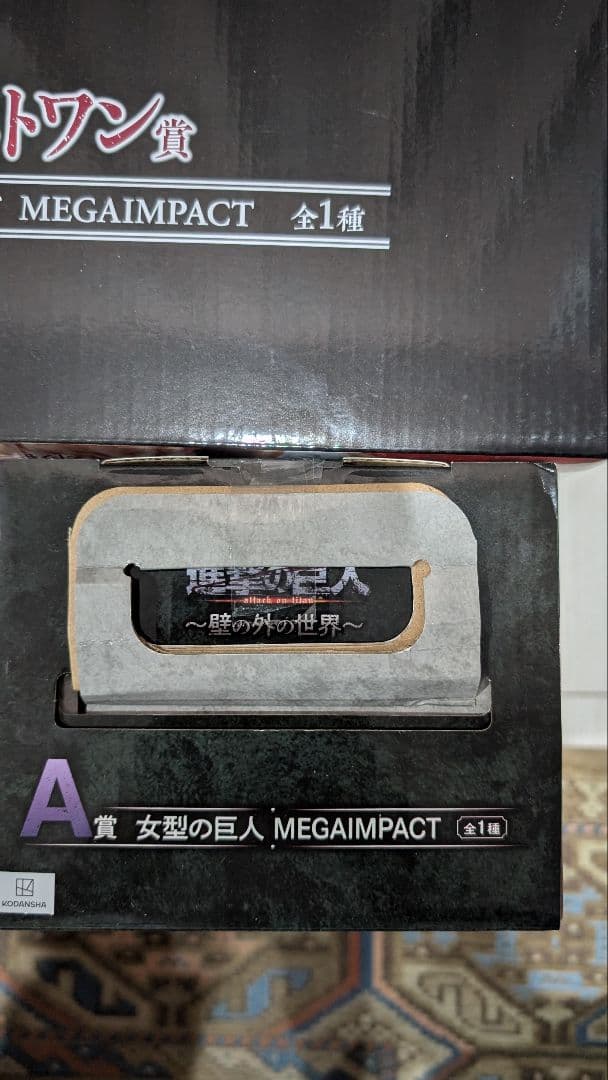 トワン賞
MEGAIMPACT 全1種
進撃の巨人
attack on titan
～壁の外の世界～
A賞 女型の巨人 MEGAIMPACT 全1種
KODANSHA